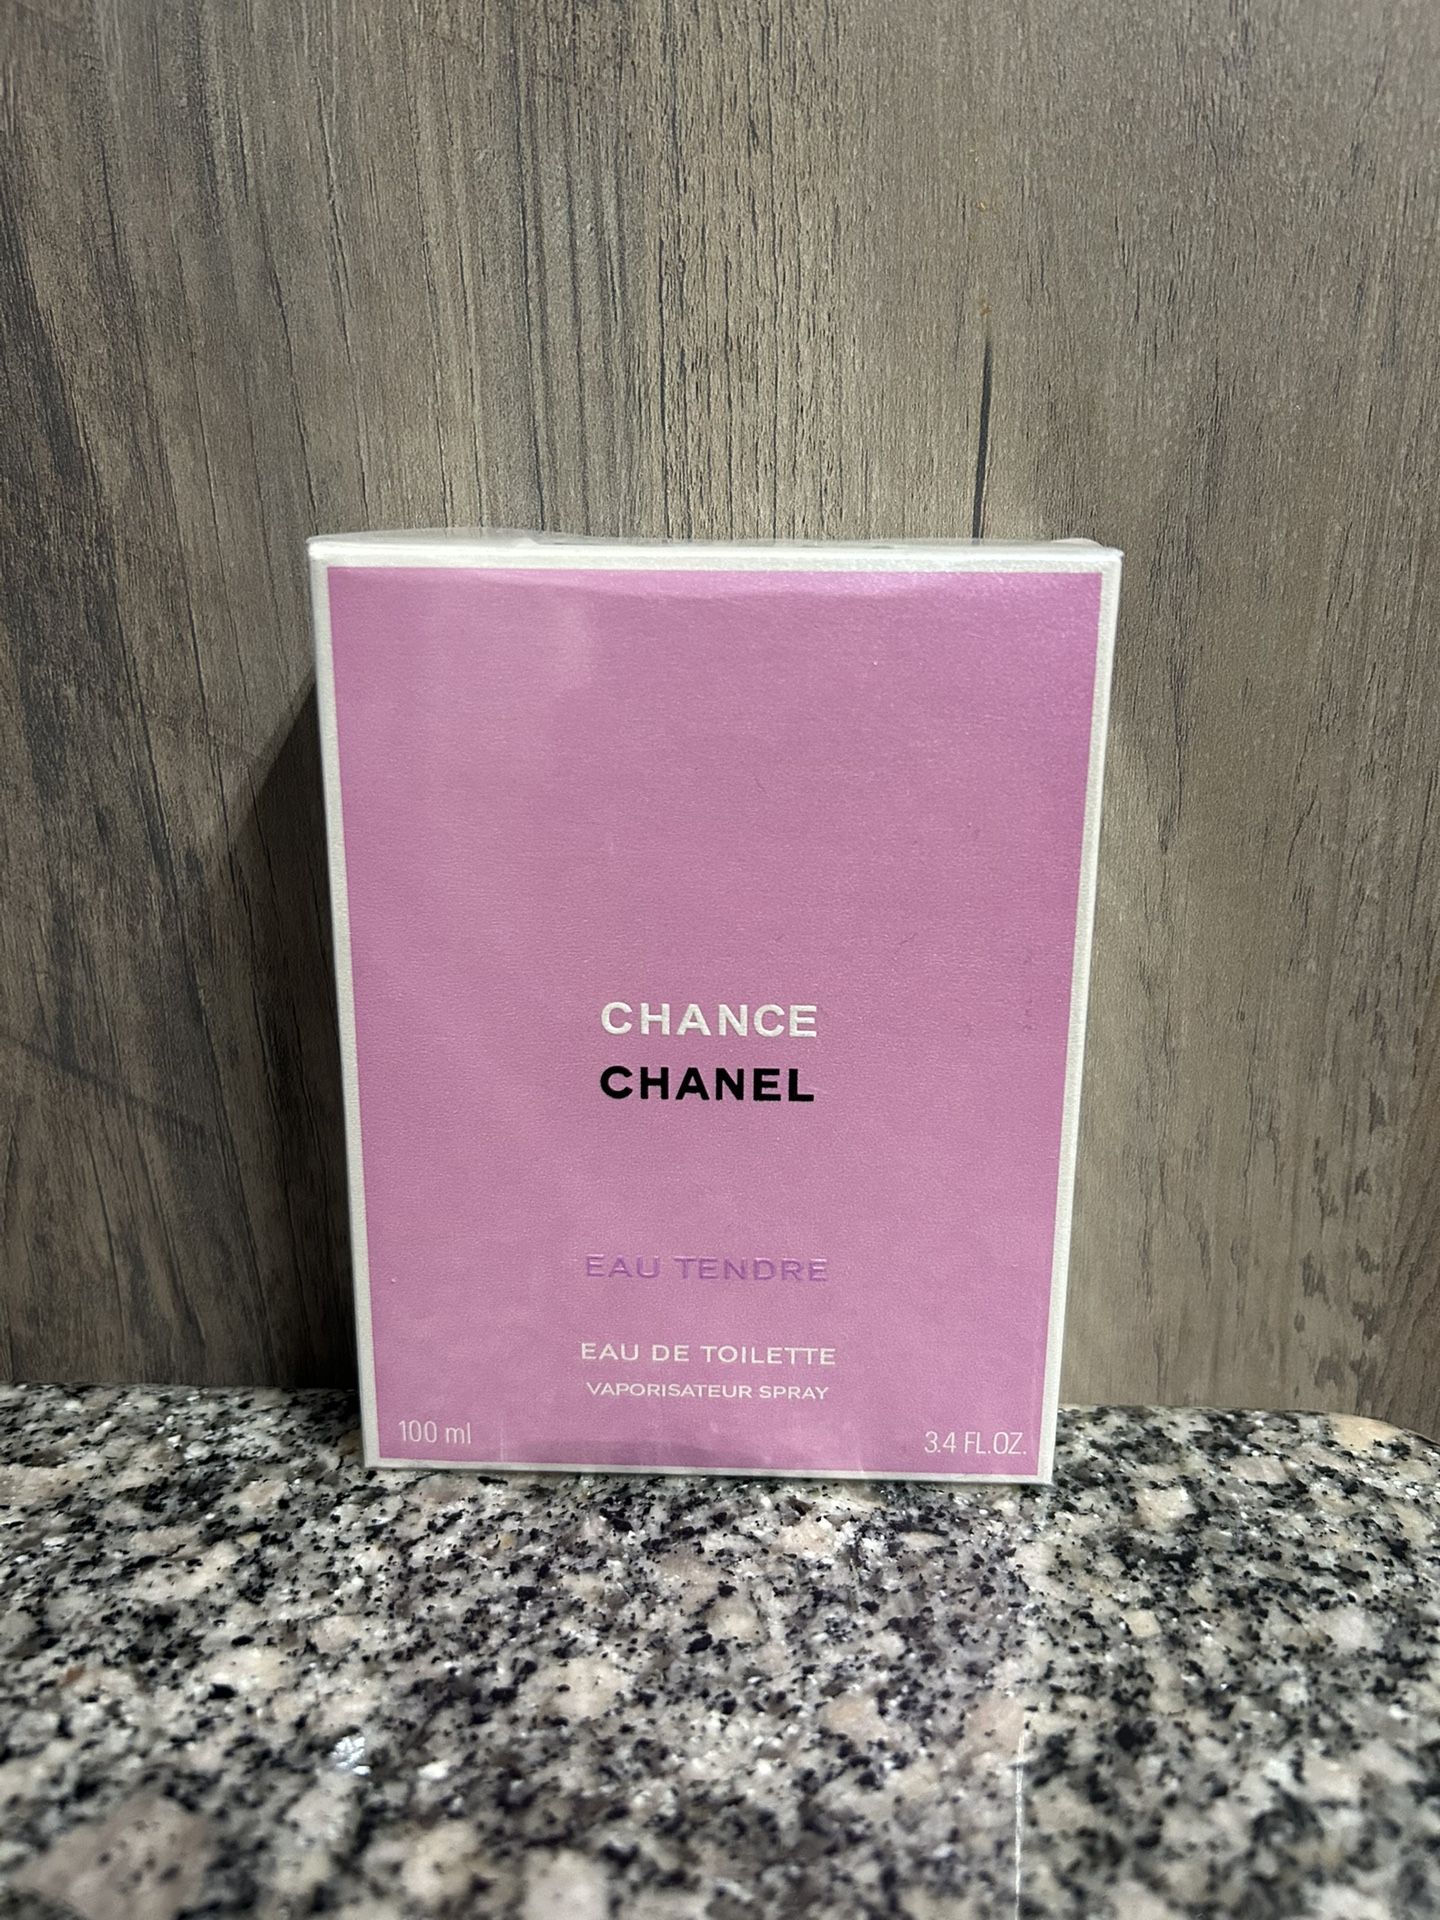 CHANCE
CHANEL
EAU TENDRE
EAU DE TOILETTE
VAPORISATEUR SPRAY
100 ml 3.4 FL.OZ.